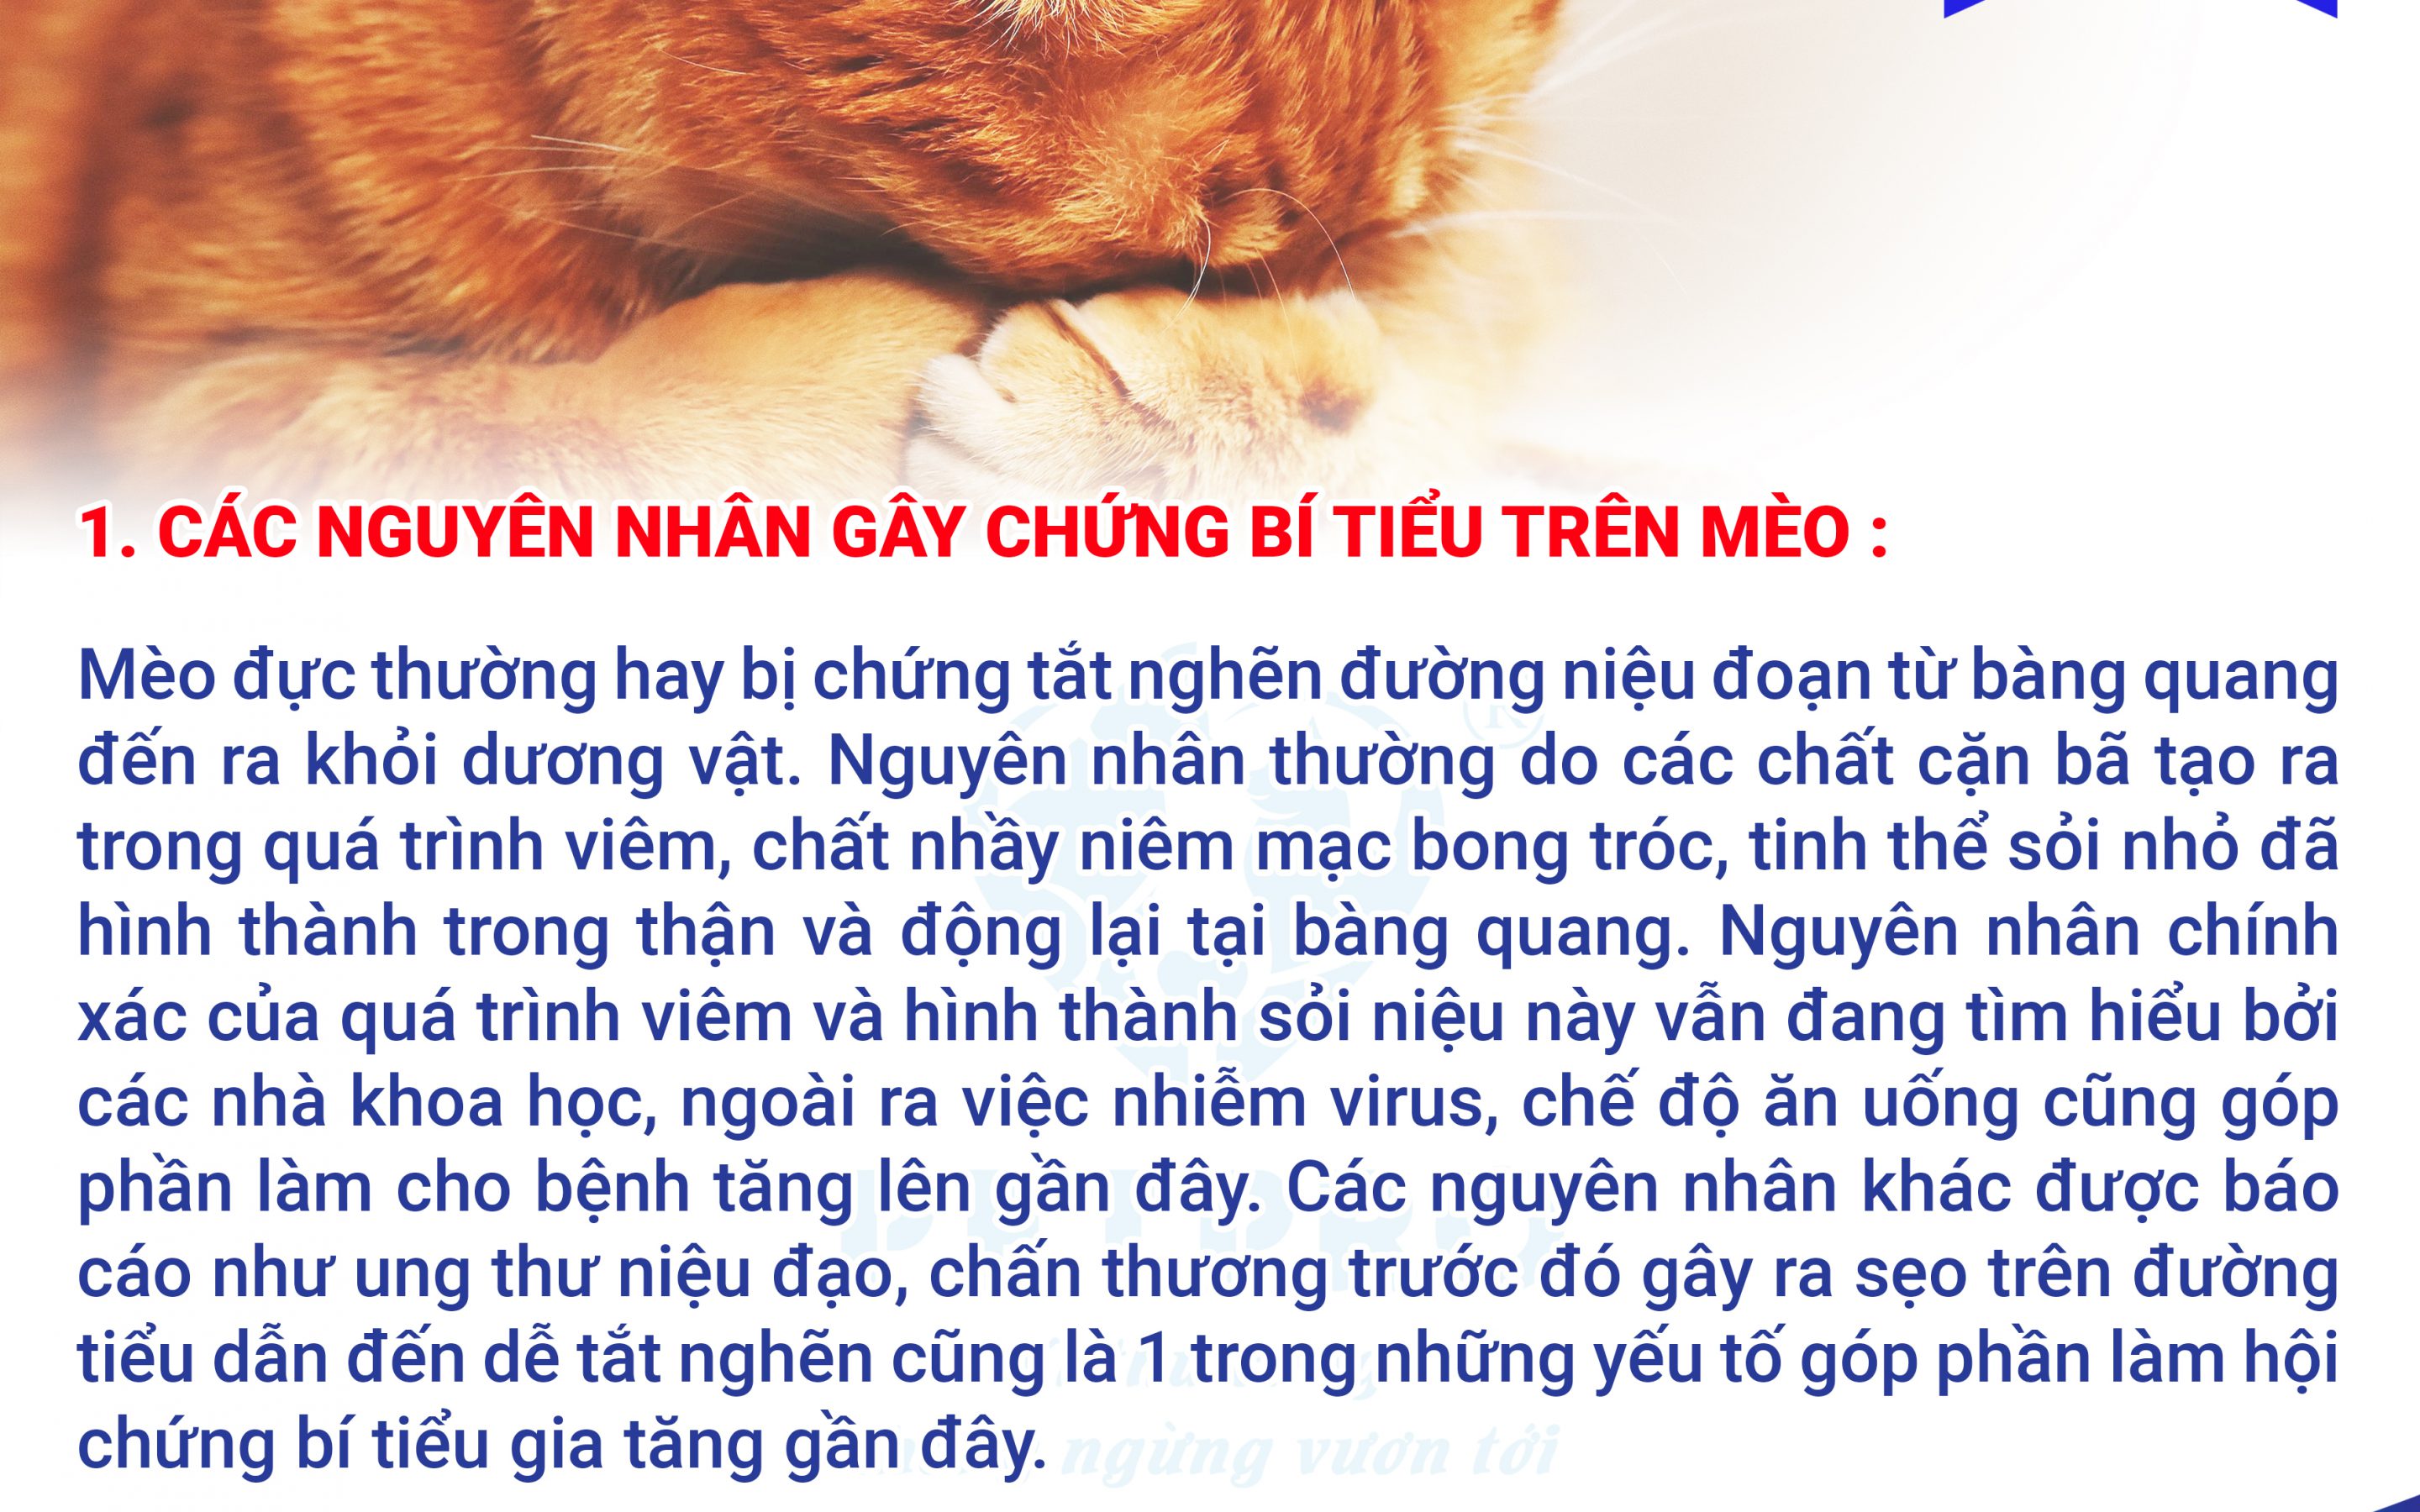 1. CÁC NGUYÊN NHÂN GÂY CHỨNG BÍ TIỂU TRÊN MÈO :
Mèo đực thường hay bị chứng tắt nghẽn đường niệu đoạn từ bàng quang
đến ra khỏi dương vật. Nguyên nhân thường do các chất cặn bã tạo ra
trong quá trình viêm, chất nhầy niêm mạc bong tróc, tinh thể sỏi nhỏ đã
hình thành trong thận và động lại tại bàng quang. Nguyên nhân chính
xác của quá trình viêm và hình thành sỏi niệu này vẫn đang tìm hiểu bởi
các nhà khoa học, ngoài ra việc nhiễm virus, chế độ ăn uống cũng góp
phần làm cho bệnh tăng lên gần đây. Các nguyên nhân khác được báo
cáo như ung thư niệu đạo, chấn thương trước đó gây ra sẹo trên đường
tiểu dẫn đến dễ tắt nghẽn cũng là 1 trong những yếu tố góp phần làm hội
chứng bí tiểu gia tăng gần đây.
ngừng vươn tới